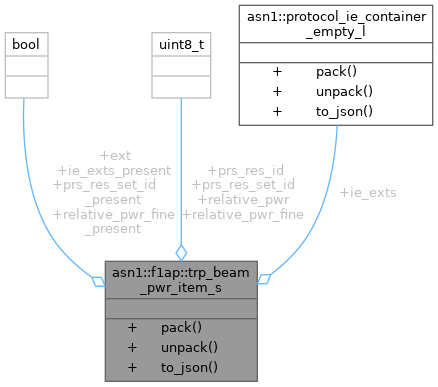 asn1::protocol_ie_container
_empty_l
+ pack()
+ unpack()
+ to_json()
bool
uint8_t
+ext
+ie_exts_present
+prs_res_set_id
_present
+relative_pwr_fine
_present
+prs_res_id
+prs_res_set_id
+relative_pwr
+relative_pwr_fine
+ie_exts
asn1::f1ap::trp_beam
_pwr_item_s
+ pack()
+ unpack()
+ to_json()